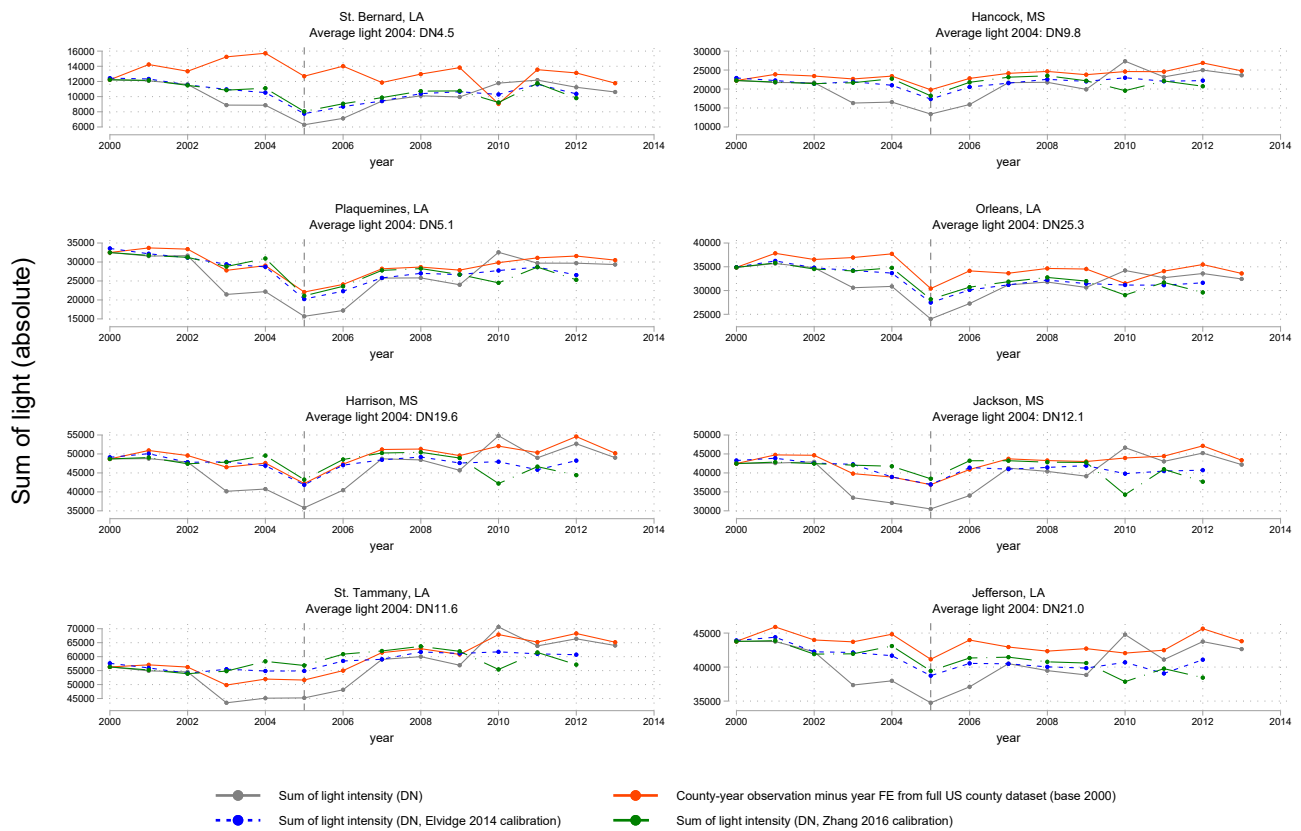 Sum of light (absolute)
St. Bernard, LA
Average light 2004: DN4.5
16000
14000
12000
10000
8000
6000
2000 2002 2004 2006 2008 2010 2012 2014
year
Hancock, MS
Average light 2004: DN9.8
30000
25000
20000
15000
10000
2000 2002 2004 2006 2008 2010 2012 2014
year
Plaquemines, LA
Average light 2004: DN5.1
35000
30000
25000
20000
15000
2000 2002 2004 2006 2008 2010 2012 2014
year
Orleans, LA
Average light 2004: DN25.3
40000
35000
30000
25000
2000 2002 2004 2006 2008 2010 2012 2014
year
Harrison, MS
Average light 2004: DN19.6
55000
50000
45000
40000
35000
2000 2002 2004 2006 2008 2010 2012 2014
year
Jackson, MS
Average light 2004: DN12.1
50000
45000
40000
35000
30000
2000 2002 2004 2006 2008 2010 2012 2014
year
St. Tammany, LA
Average light 2004: DN11.6
70000
65000
60000
55000
50000
45000
2000 2002 2004 2006 2008 2010 2012 2014
year
Jefferson, LA
Average light 2004: DN21.0
45000
40000
35000
2000 2002 2004 2006 2008 2010 2012 2014
year
Sum of light intensity (DN)
County-year observation minus year FE from full US county dataset (base 2000)
Sum of light intensity (DN, Elvidge 2014 calibration)
Sum of light intensity (DN, Zhang 2016 calibration)